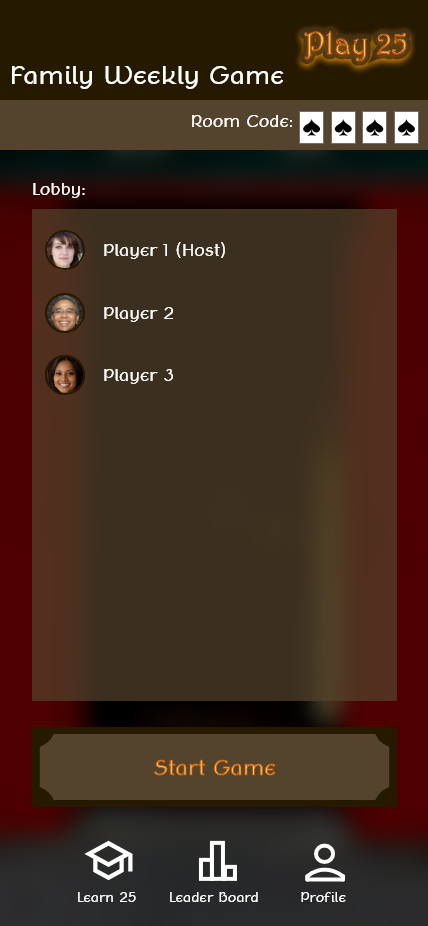 Play 25
Family Weekly Game
Room Code: ♠ ♠ ♠ ♠
Lobby:
Player 1 (Host)
Player 2
Player 3
Start Game
Learn 25 Leader Board Profile